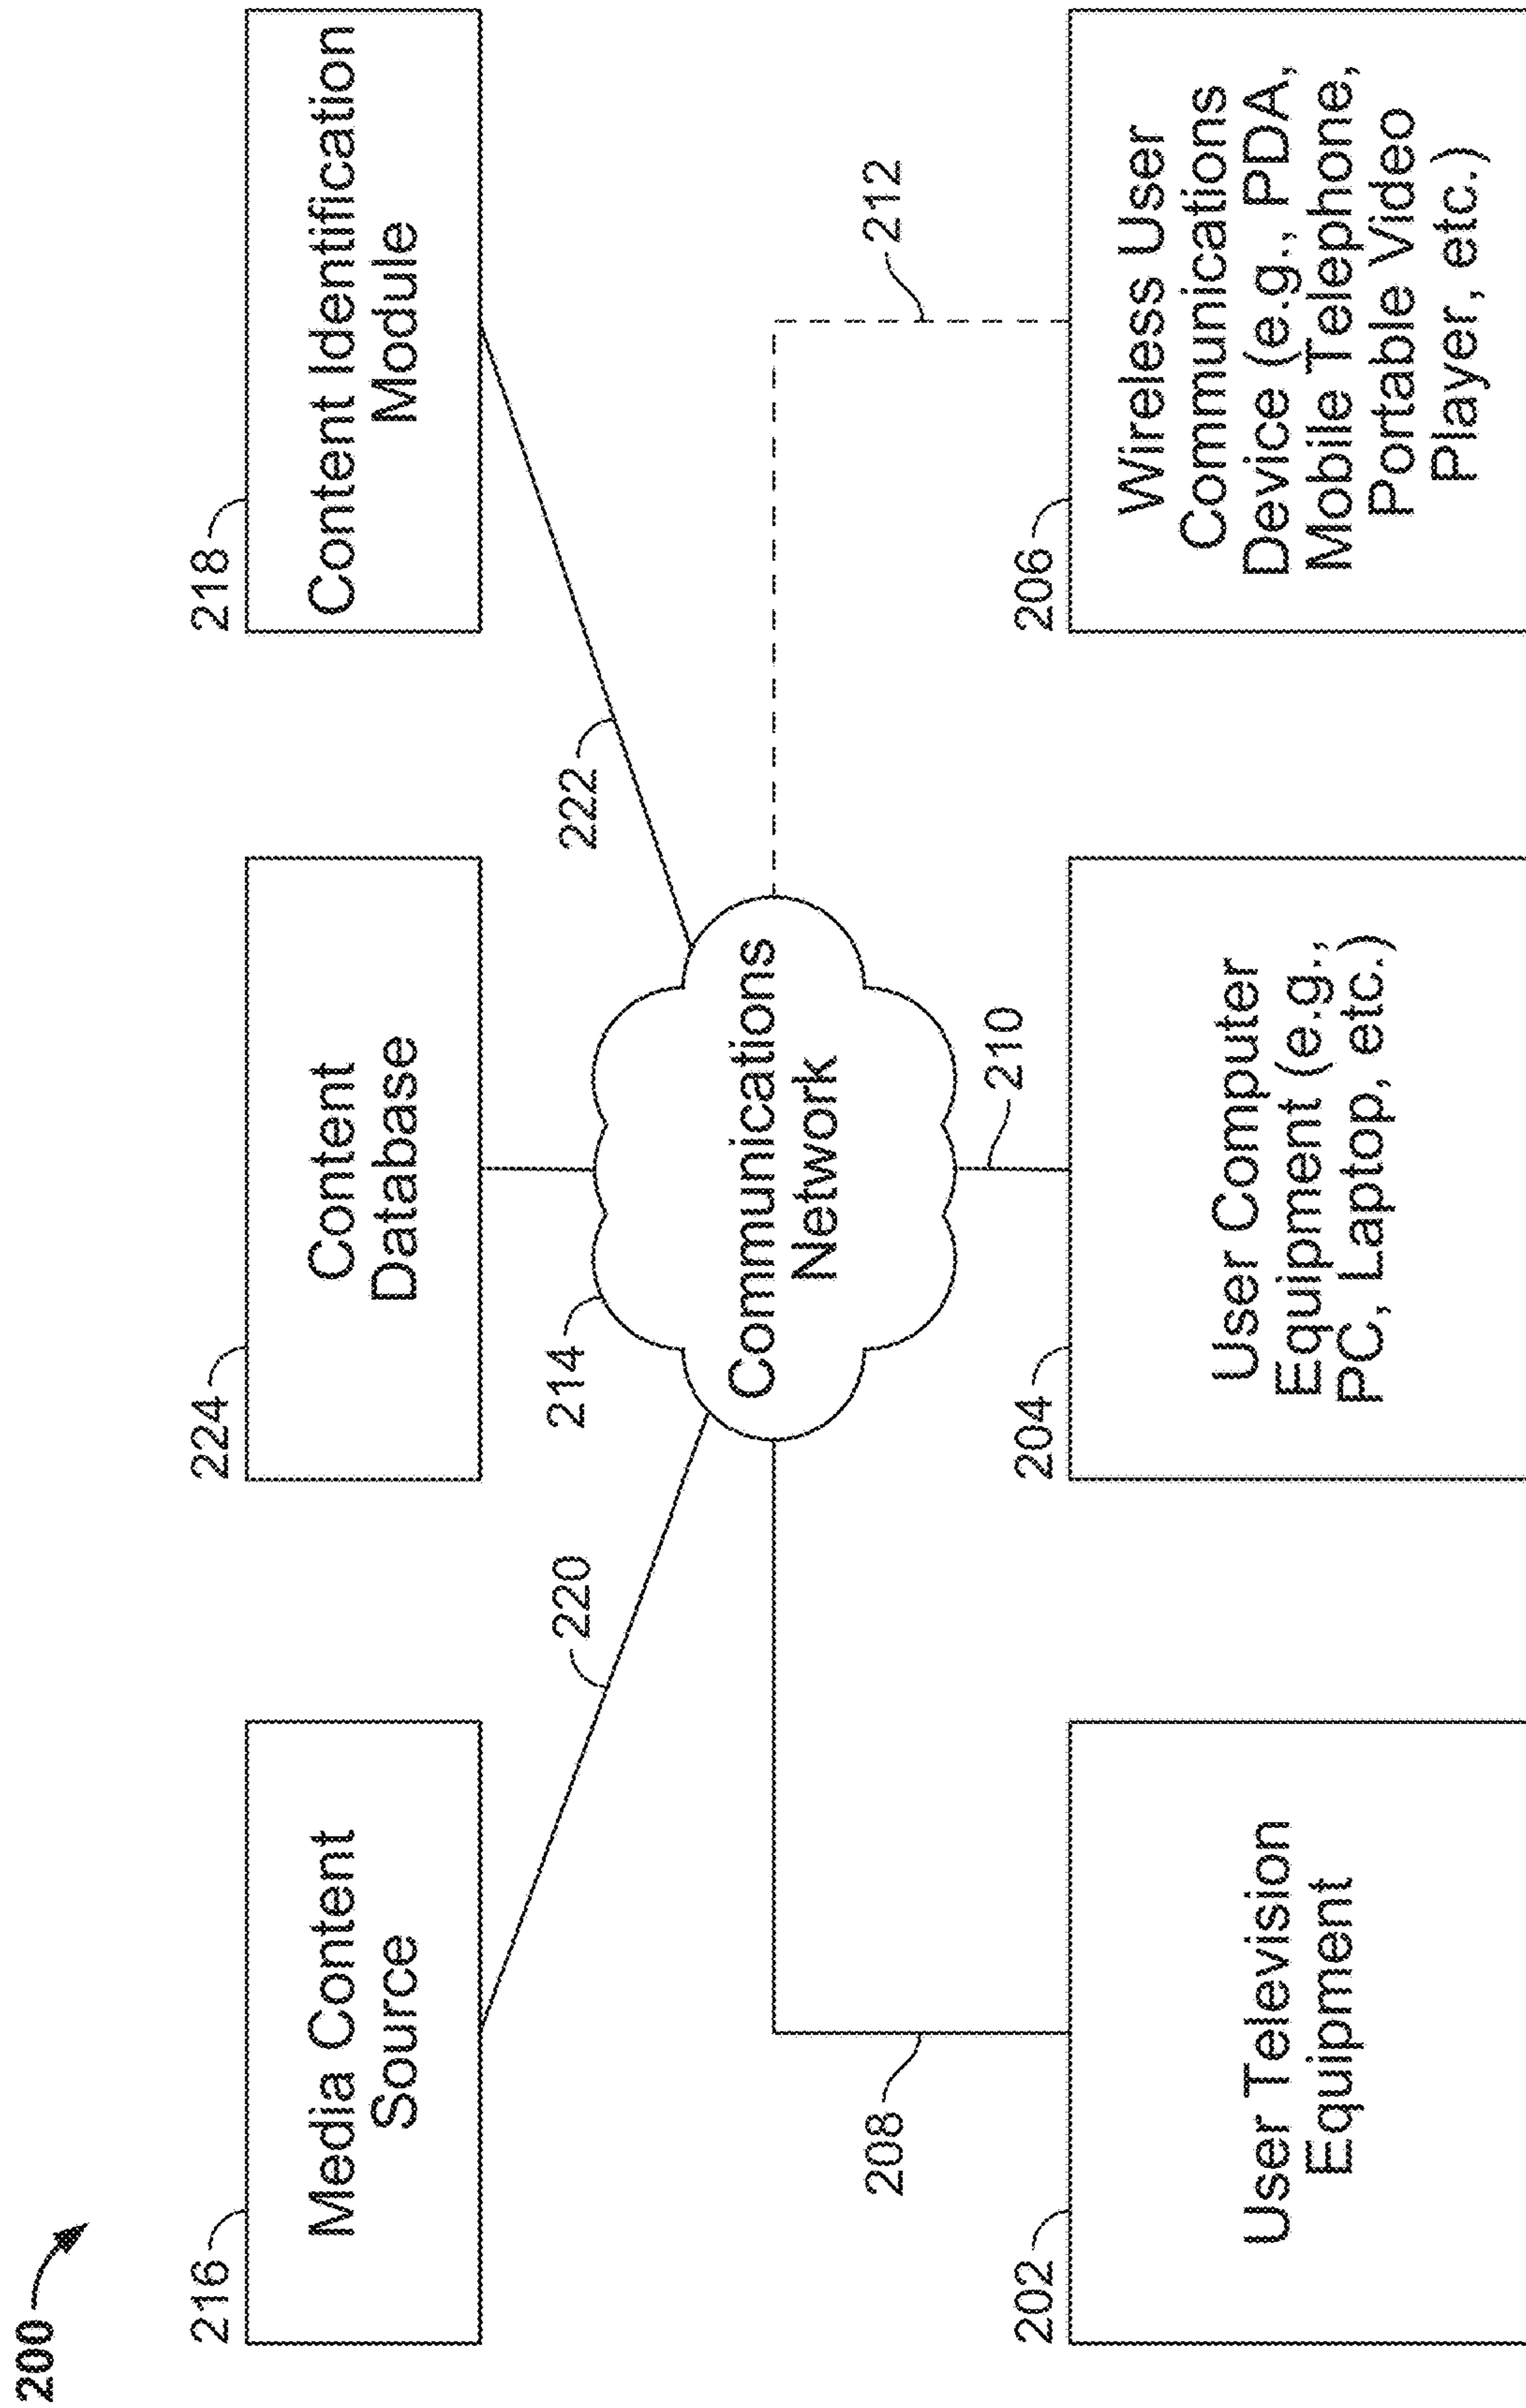 200
216
Media Content
Source
224
Content
Database
218
Content Identification
Module
220
214
222
Communications
Network
208
210
212
202
User Television
Equipment
204
User Computer
Equipment (e.g.,
PC, Laptop, etc.)
206
Wireless User
Communications
Device (e.g., PDA,
Mobile Telephone,
Portable Video
Player, etc.)